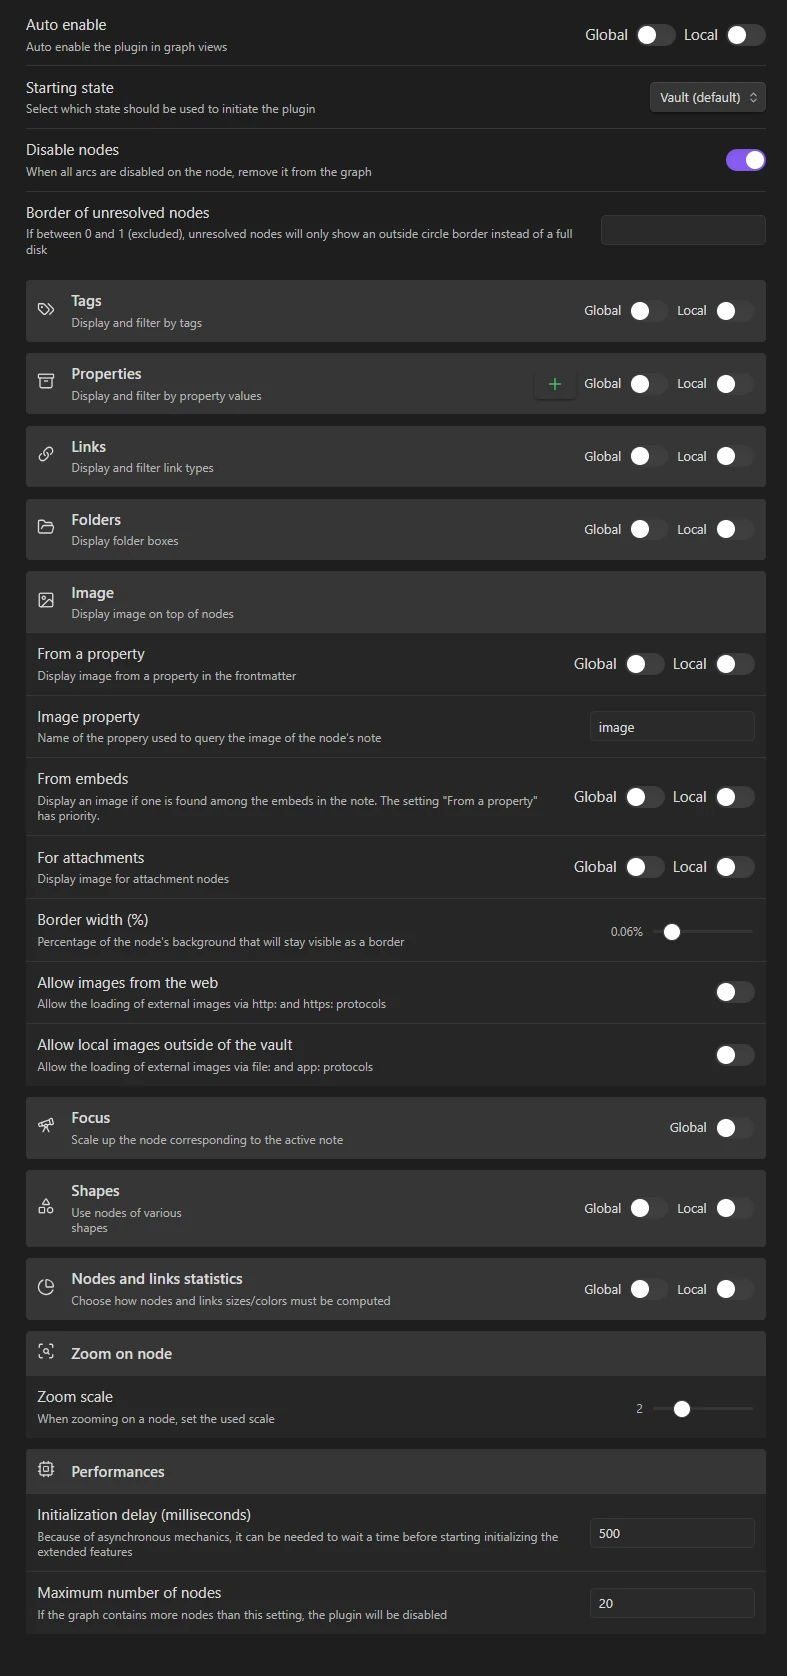 Auto enable
Auto enable the plugin in graph views
Global Local
Starting state
Select which state should be used to initiate the plugin
Vault (default)
Disable nodes
When all arcs are disabled on the node, remove it from the graph
Border of unresolved nodes
If between 0 and 1 (excluded), unresolved nodes will only show an outside circle border instead of a full
disk
Tags
Display and filter by tags
Global Local
Properties
Display and filter by property values
+ Global Local
Links
Display and filter link types
Global Local
Folders
Display folder boxes
Global Local
Image
Display image on top of nodes
From a property
Display image from a property in the frontmatter
Global Local
Image property
Name of the propery used to query the image of the node's note
image
From embeds
Display an image if one is found among the embeds in the note. The setting "From a property"
has priority.
Global Local
For attachments
Display image for attachment nodes
Global Local
Border width (%)
Percentage of the node's background that will stay visible as a border
0.06%
Allow images from the web
Allow the loading of external images via http: and https: protocols
Allow local images outside of the vault
Allow the loading of external images via file: and app: protocols
Focus
Scale up the node corresponding to the active note
Global
Shapes
Use nodes of various
shapes
Global Local
Nodes and links statistics
Choose how nodes and links sizes/colors must be computed
Global Local
Zoom on node
Zoom scale
When zooming on a node, set the used scale
2
Performances
Initialization delay (milliseconds)
Because of asynchronous mechanics, it can be needed to wait a time before starting initializing the
extended features
500
Maximum number of nodes
If the graph contains more nodes than this setting, the plugin will be disabled
20